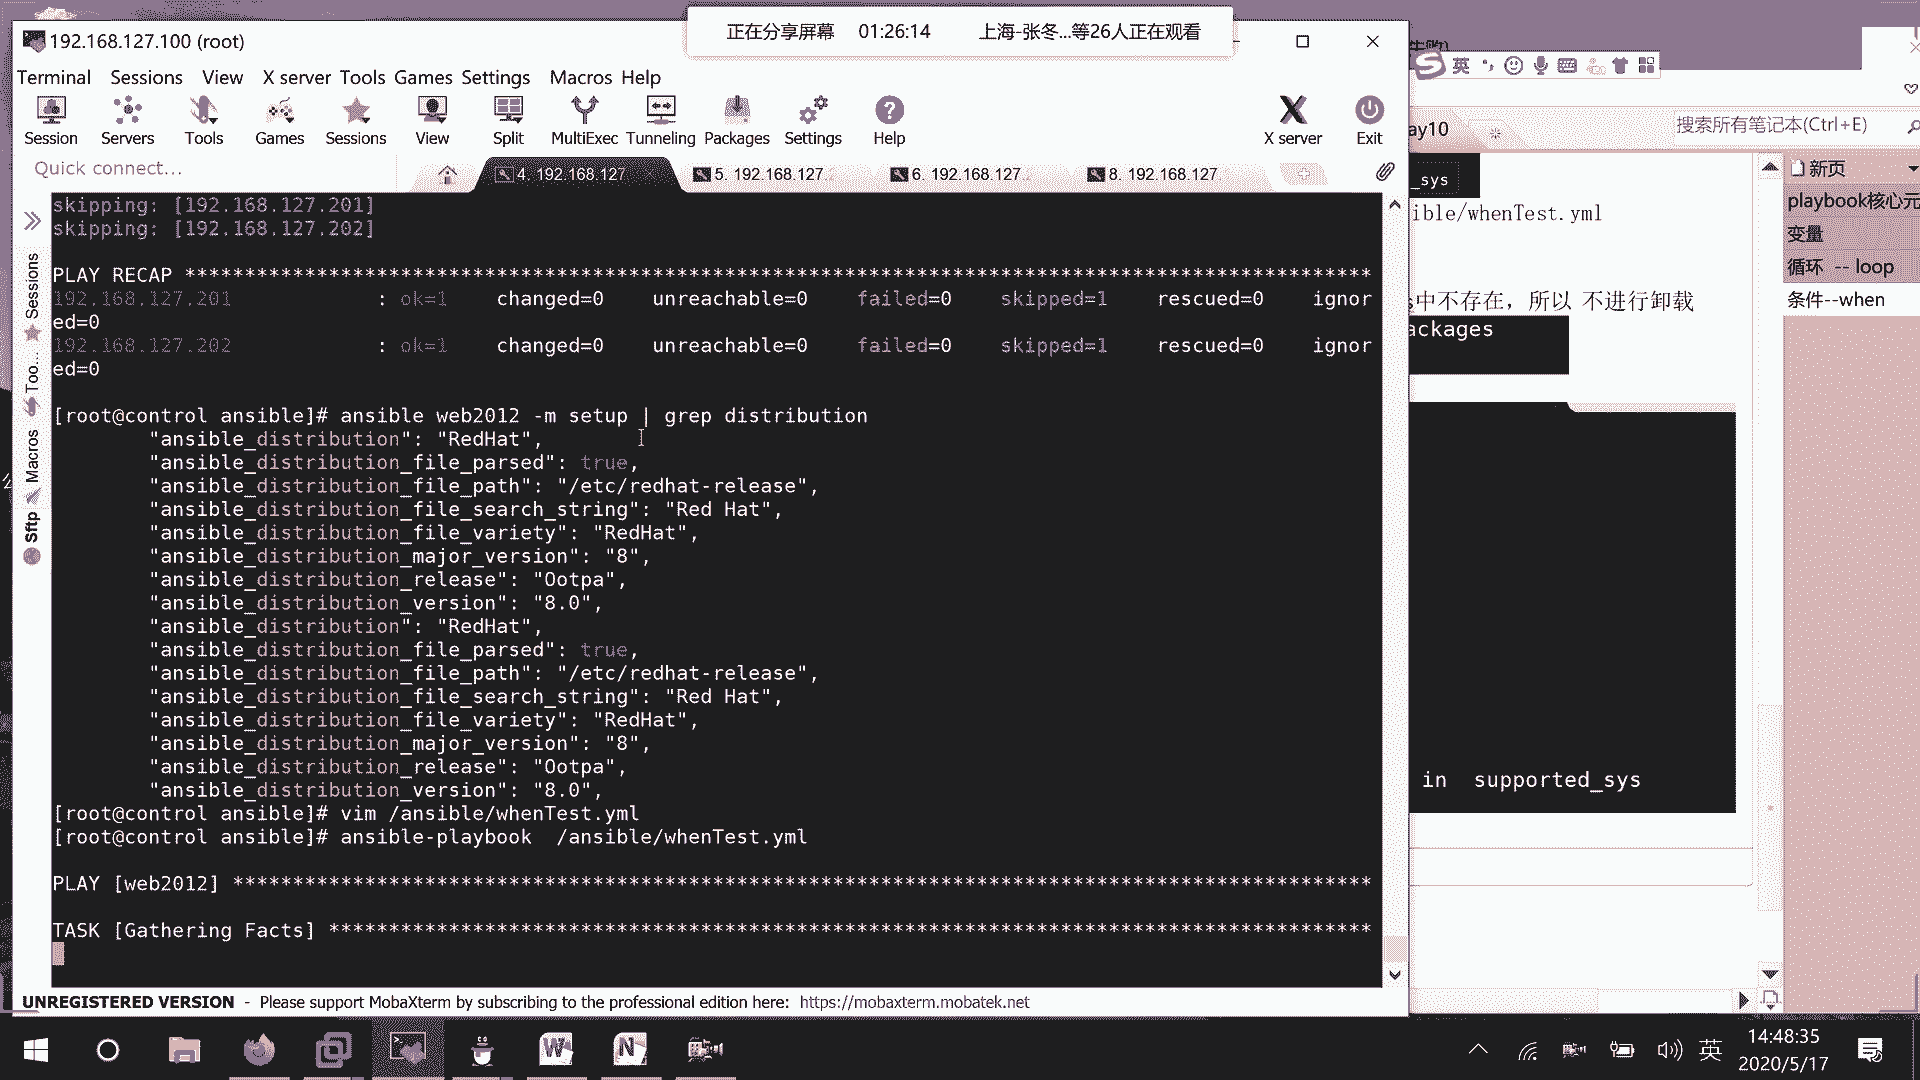 正在分享屏幕 01:26:14 上海-张冬...等26人正在观看
192.168.127.100 (root)
Terminal Sessions View X server Tools Games Settings Macros Help
Session Servers Tools Games Sessions View Split MultiExec Tunneling Packages Settings Help X server Exit
Quick connect...
4. 192.168.127
5. 192.168.127.
6. 192.168.127.
8. 192.168.127.
Sessions
Too...
Macros
Sftp
skipping: [192.168.127.201]
skipping: [192.168.127.202]
PLAY RECAP ***************************************************************************************************
192.168.127.201 : ok=1 changed=0 unreachable=0 failed=0 skipped=1 rescued=0 ignor
ed=0
192.168.127.202 : ok=1 changed=0 unreachable=0 failed=0 skipped=1 rescued=0 ignor
ed=0
[root@control ansible]# ansible web2012 -m setup | grep distribution
"ansible_distribution": "RedHat",
"ansible_distribution_file_parsed": true,
"ansible_distribution_file_path": "/etc/redhat-release",
"ansible_distribution_file_search_string": "Red Hat",
"ansible_distribution_file_variety": "RedHat",
"ansible_distribution_major_version": "8",
"ansible_distribution_release": "Ootpa",
"ansible_distribution_version": "8.0",
"ansible_distribution": "RedHat",
"ansible_distribution_file_parsed": true,
"ansible_distribution_file_path": "/etc/redhat-release",
"ansible_distribution_file_search_string": "Red Hat",
"ansible_distribution_file_variety": "RedHat",
"ansible_distribution_major_version": "8",
"ansible_distribution_release": "Ootpa",
"ansible_distribution_version": "8.0",
[root@control ansible]# vim /ansible/whenTest.yml
[root@control ansible]# ansible-playbook  /ansible/whenTest.yml
PLAY [web2012] ***********************************************************************************************
TASK [Gathering Facts] ***************************************************************************************
UNREGISTERED VERSION - Please support MobaXterm by subscribing to the professional edition here: https://mobaxterm.mobatek.net
英
ay10
搜索所有笔记本(Ctrl+E)
_sys
ible/whenTest.yml
中不存在，所以 不进行卸载
ackages
in supported_sys
新页
playbook核心元
变量
循环 -- loop
条件--when
英
14:48:35
2020/5/17